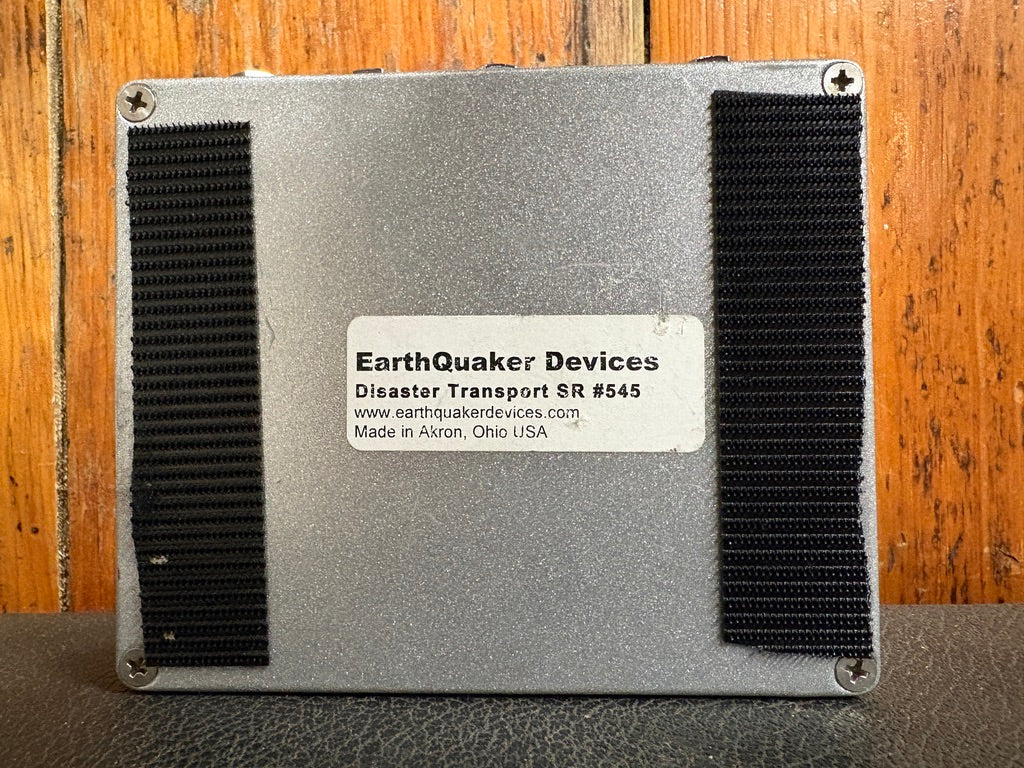 EarthQuaker Devices
Disaster Transport SR #545
www.earthquakerdevices.com
Made in Akron, Ohio USA